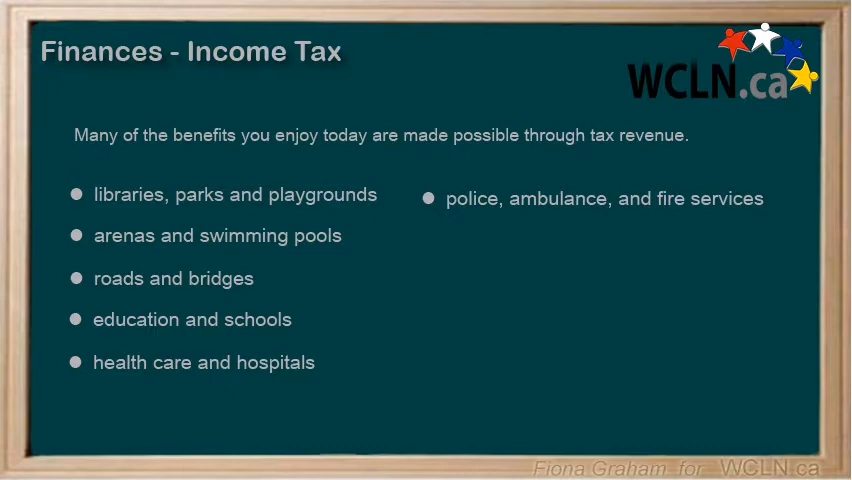 Finances - Income Tax
WCLN.ca
Many of the benefits you enjoy today are made possible through tax revenue.
● libraries, parks and playgrounds
● arenas and swimming pools
● roads and bridges
● education and schools
● health care and hospitals
● police, ambulance, and fire services
Fiona Graham for WCLN.ca